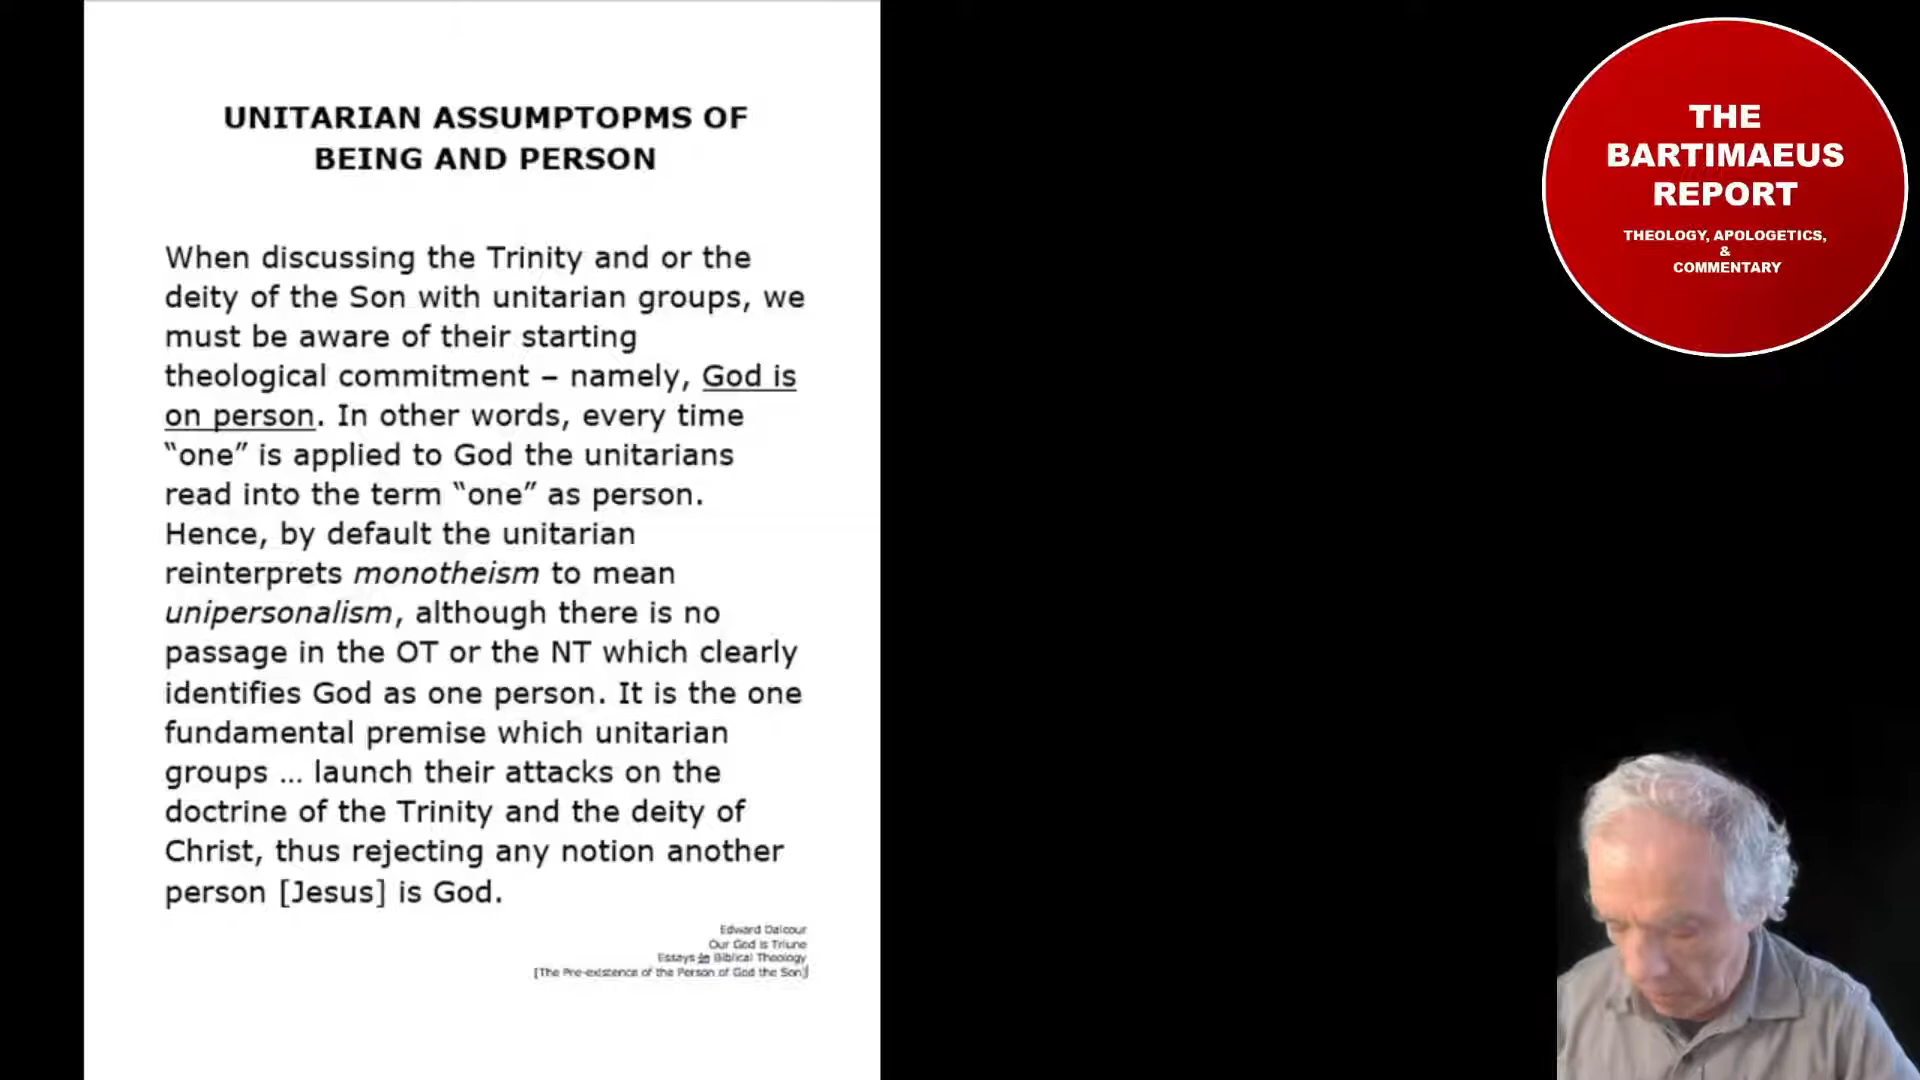 UNITARIAN ASSUMPTOPMS OF
BEING AND PERSON
When discussing the Trinity and or the
deity of the Son with unitarian groups, we
must be aware of their starting
theological commitment – namely, God is
on person. In other words, every time
“one” is applied to God the unitarians
read into the term “one” as person.
Hence, by default the unitarian
reinterprets monotheism to mean
unipersonalism, although there is no
passage in the OT or the NT which clearly
identifies God as one person. It is the one
fundamental premise which unitarian
groups … launch their attacks on the
doctrine of the Trinity and the deity of
Christ, thus rejecting any notion another
person [Jesus] is God.
Edward Dalcour
Our God is Triune
Essays in Biblical Theology
[The Pre-existence of the Person of God the Son]
THE
BARTIMAEUS
REPORT
THEOLOGY, APOLOGETICS,
&
COMMENTARY